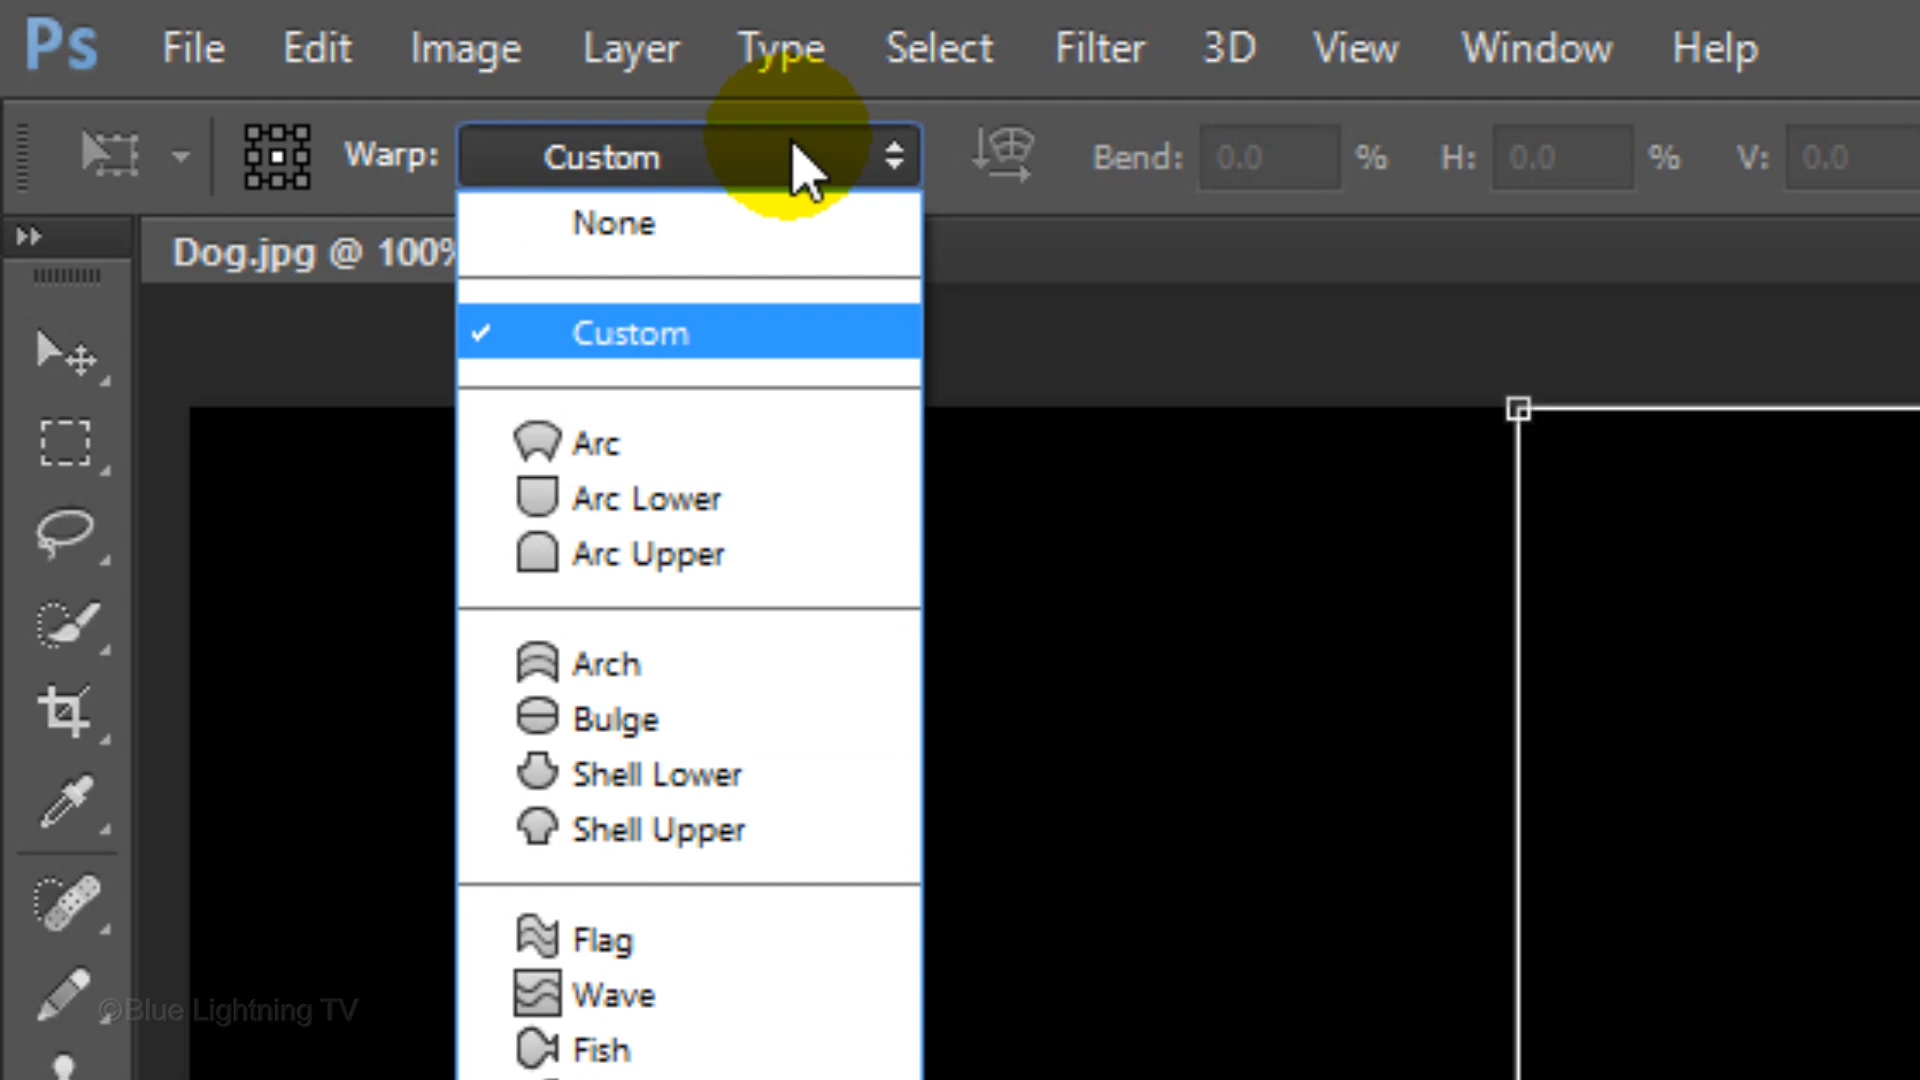 Ps File Edit Image Layer Type Select Filter 3D View Window Help
Warp: Custom Bend: 0.0 % H: 0.0 % V: 0.0
None
Dog.jpg @ 100%
Custom
Arc
Arc Lower
Arc Upper
Arch
Bulge
Shell Lower
Shell Upper
Flag
Wave
©Blue Lightning TV
Fish